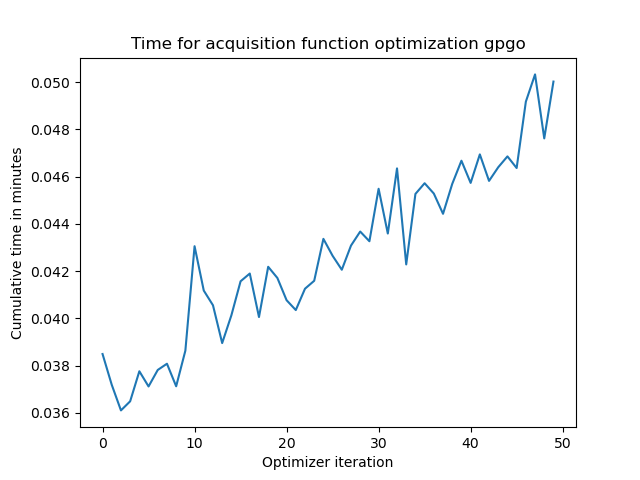 Time for acquisition function optimization gpgo
0.050
0.048
0.046
0.044
0.042
0.040
0.038
0.036
Cumulative time in minutes
0 10 20 30 40 50
Optimizer iteration